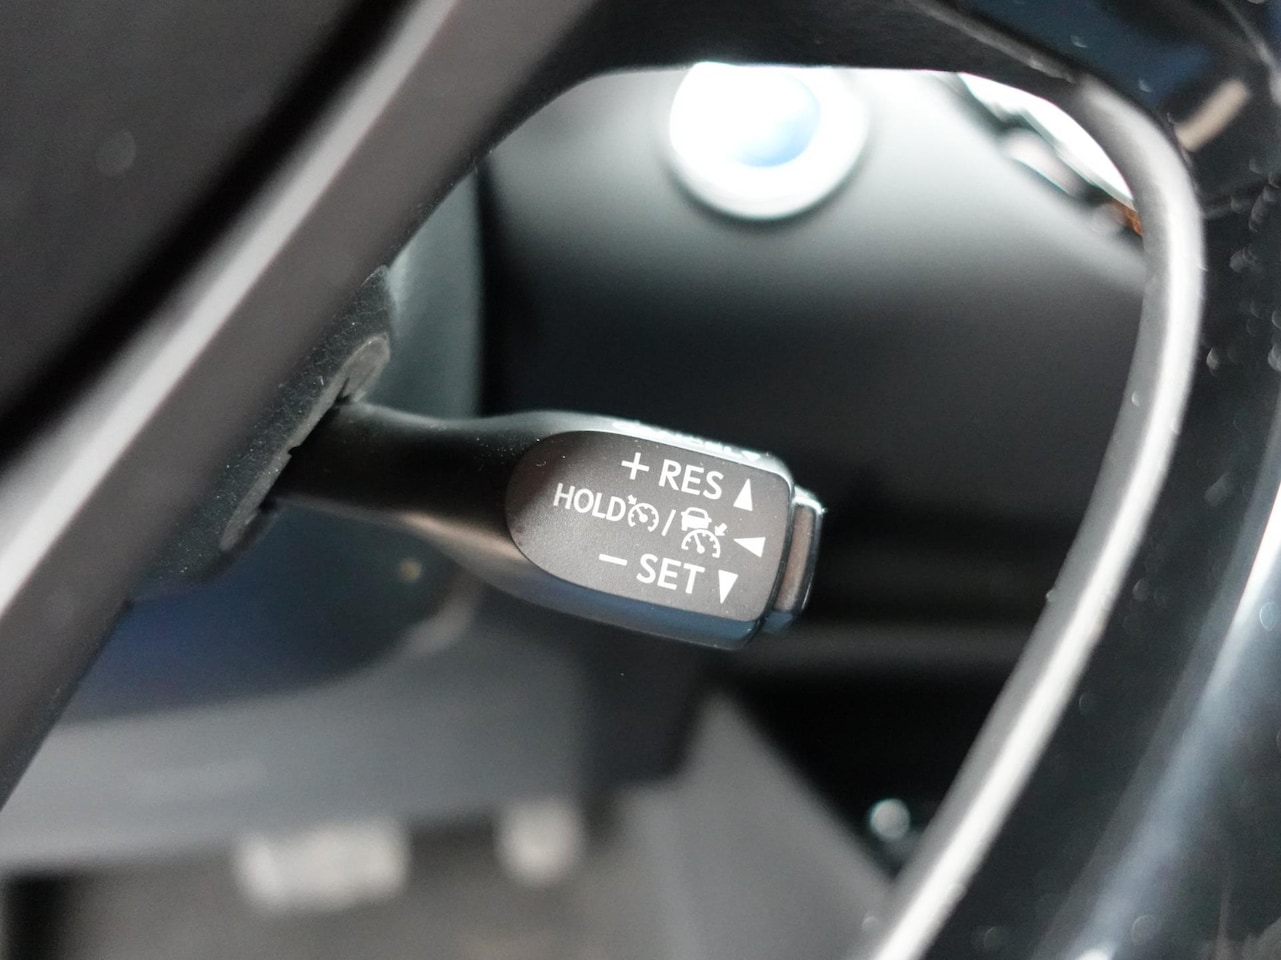 + RES
HOLD /
− SET